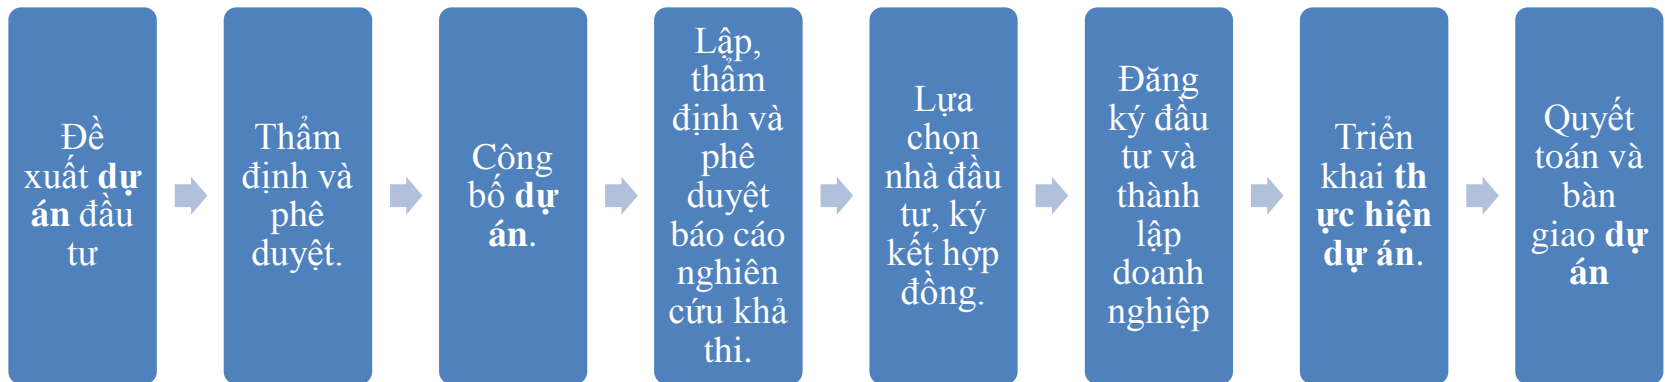 Đề
xuất dự
án đầu
tư
Thẩm
định và
phê
duyệt.
Công
bố dự
án.
Lập,
thẩm
định và
phê
duyệt
báo cáo
nghiên
cứu khả
thi.
Lựa
chọn
nhà đầu
tư, ký
kết hợp
đồng.
Đăng
ký đầu
tư và
thành
lập
doanh
nghiệp
Triển
khai th
ực hiện
dự án.
Quyết
toán và
bàn
giao dự
án